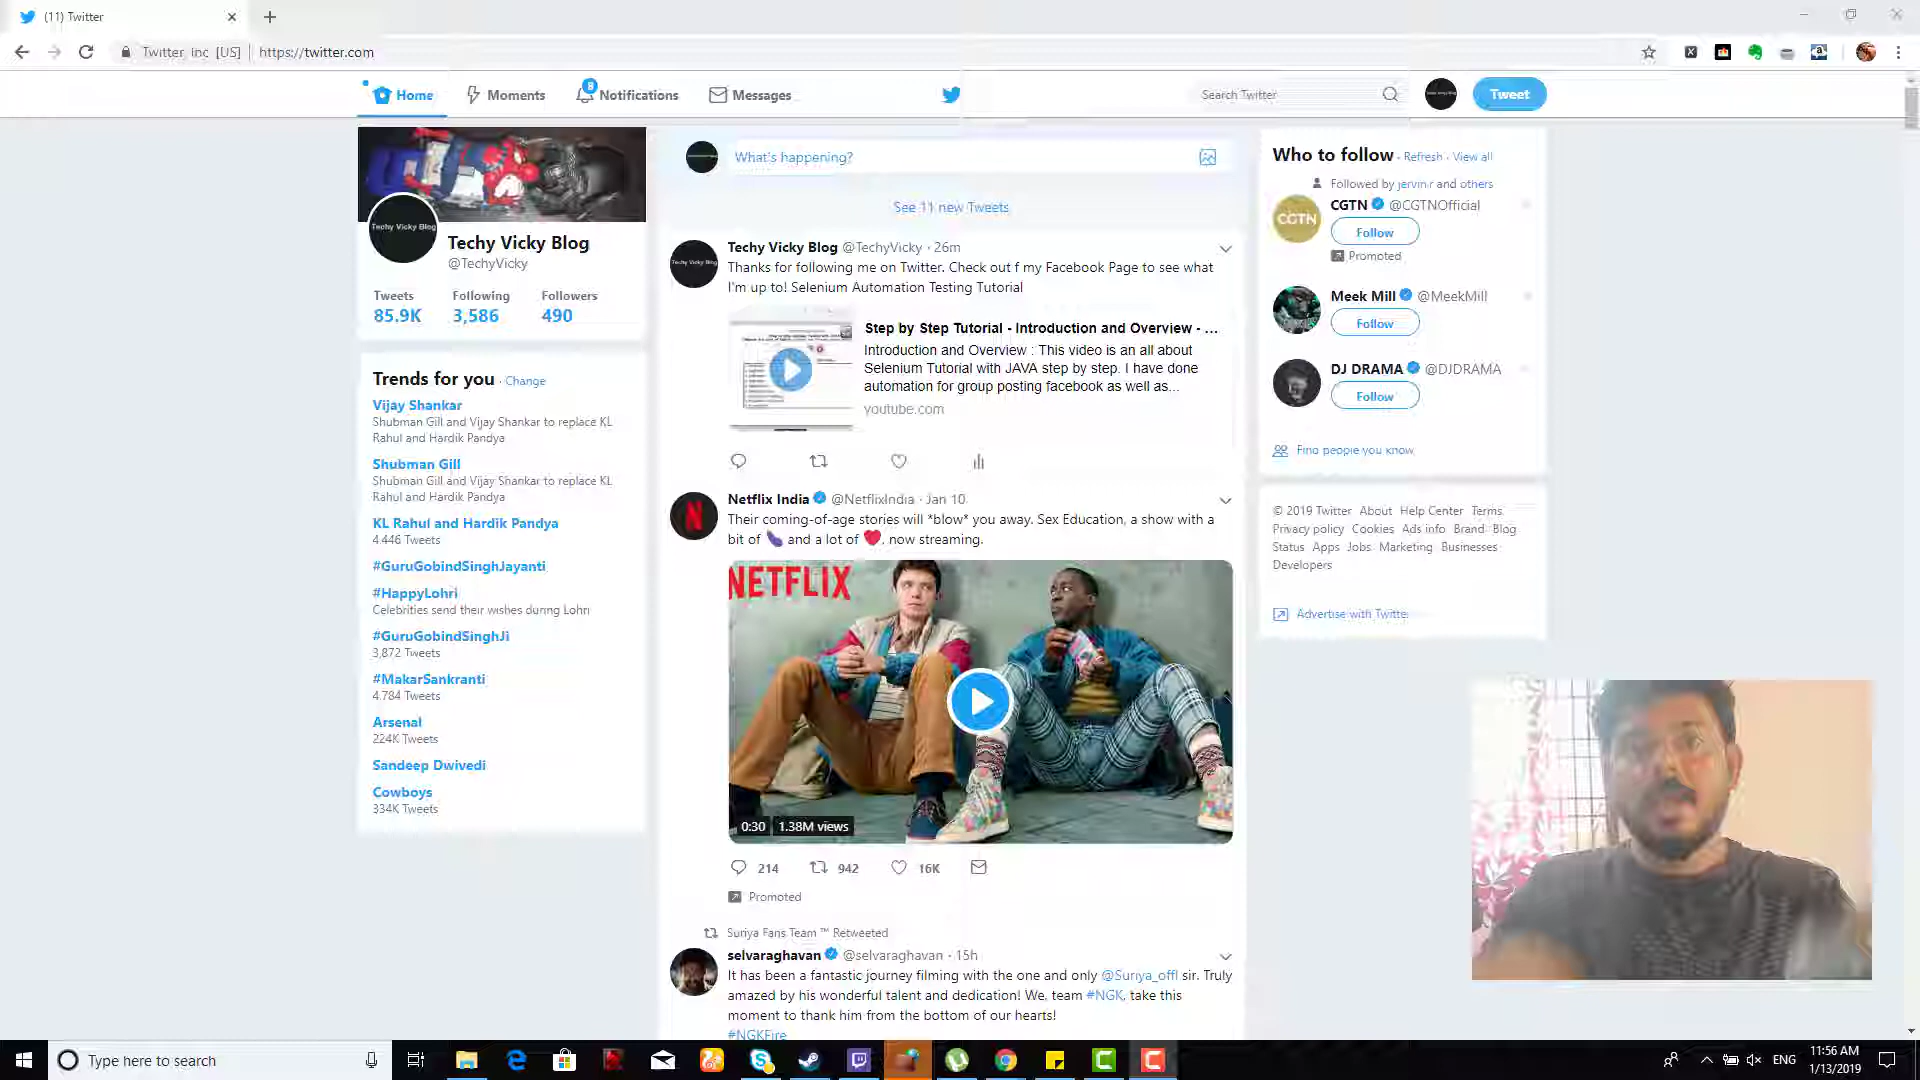 (11) Twitter
Twitter, Inc. [US] https://twitter.com
Home Moments 8 Notifications Messages Search Twitter Tweet
Techy Vicky Blog
Techy Vicky Blog
@TechyVicky
Tweets Following Followers
85.9K 3,586 490
Trends for you · Change
Vijay Shankar
Shubman Gill and Vijay Shankar to replace KL
Rahul and Hardik Pandya
Shubman Gill
Shubman Gill and Vijay Shankar to replace KL
Rahul and Hardik Pandya
KL Rahul and Hardik Pandya
4,446 Tweets
#GuruGobindSinghJayanti
#HappyLohri
Celebrities send their wishes during Lohri
#GuruGobindSinghJi
3,872 Tweets
#MakarSankranti
4,784 Tweets
Arsenal
224K Tweets
Sandeep Dwivedi
Cowboys
334K Tweets
What's happening?
See 11 new Tweets
Techy Vicky Blog
Techy Vicky Blog @TechyVicky · 26m
Thanks for following me on Twitter. Check out f my Facebook Page to see what
I'm up to! Selenium Automation Testing Tutorial
Step by Step Tutorial - Introduction and Overview - ...
Introduction and Overview : This video is an all about
Selenium Tutorial with JAVA step by step. I have done
automation for group posting facebook as well as...
youtube.com
Netflix India @NetflixIndia · Jan 10
Their coming-of-age stories will *blow* you away. Sex Education, a show with a
bit of 🍆 and a lot of ❤, now streaming.
NETFLIX
0:30 1.38M views
214 942 16K
Promoted
Suriya Fans Team ™ Retweeted
selvaraghavan @selvaraghavan · 15h
It has been a fantastic journey filming with the one and only @Suriya_offl sir. Truly
amazed by his wonderful talent and dedication! We, team #NGK, take this
moment to thank him from the bottom of our hearts!
#NGKFire
Who to follow · Refresh · View all
Followed by jervin r and others
CGTN
CGTN @CGTNOfficial
Follow
Promoted
Meek Mill @MeekMill
Follow
DJ DRAMA @DJDRAMA
Follow
Find people you know
© 2019 Twitter About Help Center Terms
Privacy policy Cookies Ads info Brand Blog
Status Apps Jobs Marketing Businesses
Developers
Advertise with Twitter
Type here to search
ENG
11:56 AM
1/13/2019